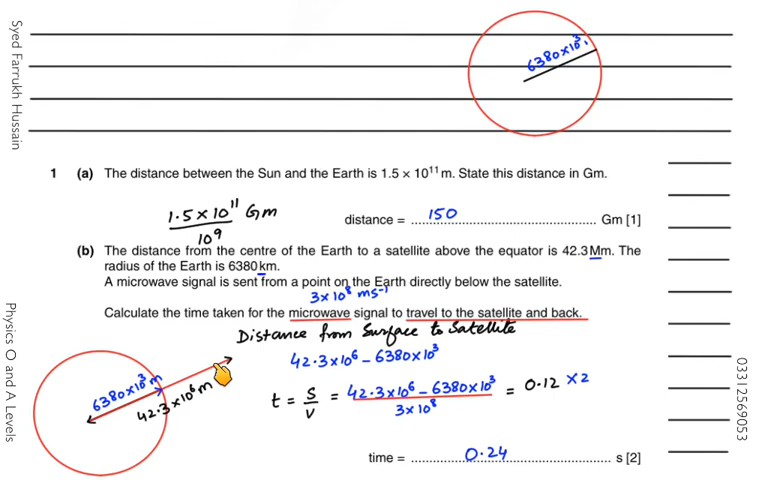 Syed Farrukh Hussain
6380×10³
1 (a) The distance between the Sun and the Earth is 1.5 × 10¹¹ m. State this distance in Gm.
1.5 × 10¹¹ Gm
10⁹
distance = 150 Gm [1]
(b) The distance from the centre of the Earth to a satellite above the equator is 42.3 Mm. The
radius of the Earth is 6380 km.
A microwave signal is sent from a point on the Earth directly below the satellite.
3×10⁸ ms⁻¹
Calculate the time taken for the microwave signal to travel to the satellite and back.
Distance from Surface to Satellite
42.3×10⁶ – 6380×10³
6380×10³ m
42.3×10⁶ m
t = S/V = 42.3×10⁶ – 6380×10³ / 3×10⁸ = 0.12 ×2
time = 0.24 s [2]
Physics O and A Levels
03312569053